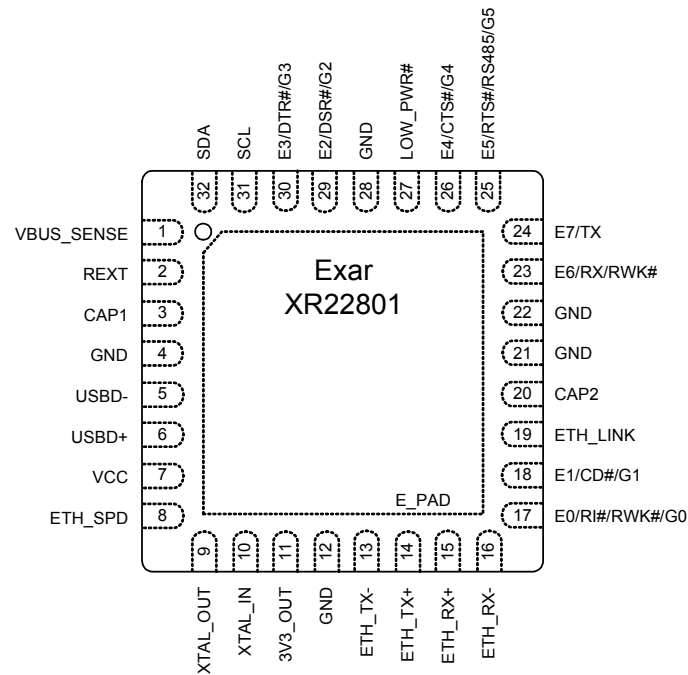 SDA
SCL
E3/DTR#/G3
E2/DSR#/G2
GND
LOW_PWR#
E4/CTS#/G4
E5/RTS#/RS485/G5
32
31
30
29
28
27
26
25
VBUS_SENSE 1
REXT 2
CAP1 3
GND 4
USBD- 5
USBD+ 6
VCC 7
ETH_SPD 8
Exar
XR22801
E_PAD
24 E7/TX
23 E6/RX/RWK#
22 GND
21 GND
20 CAP2
19 ETH_LINK
18 E1/CD#/G1
17 E0/RI#/RWK#/G0
9
10
11
12
13
14
15
16
XTAL_OUT
XTAL_IN
3V3_OUT
GND
ETH_TX-
ETH_TX+
ETH_RX+
ETH_RX-